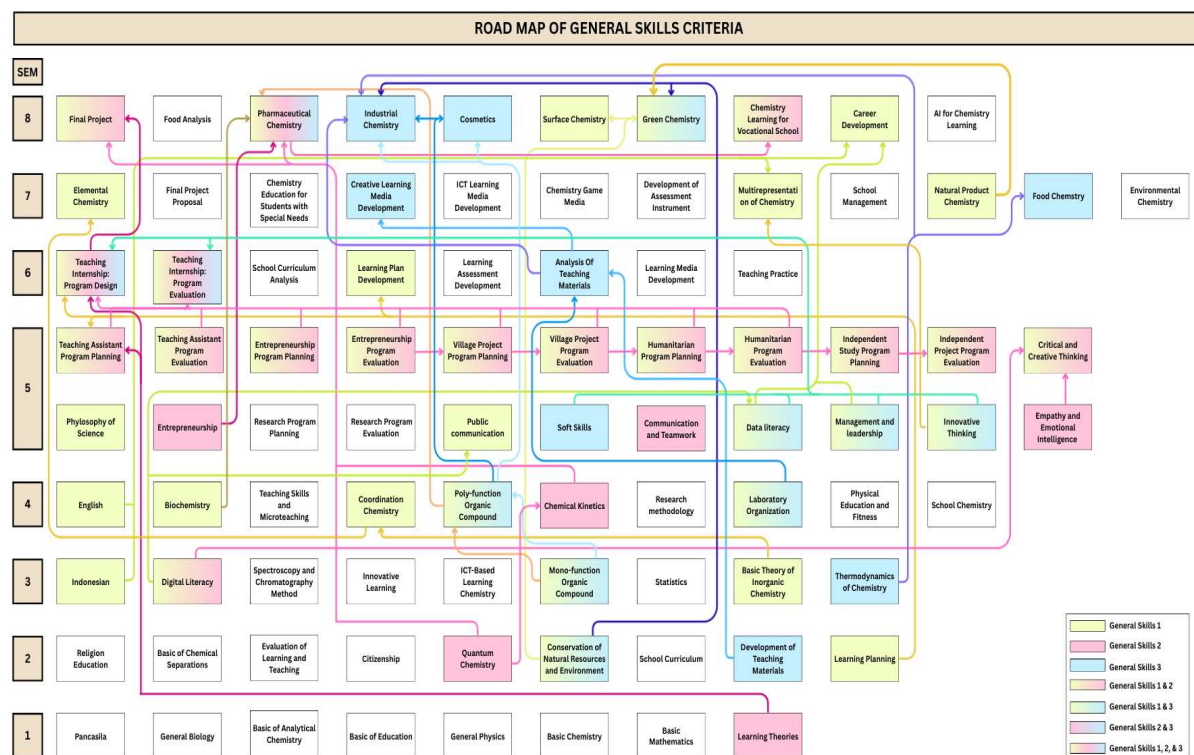 ROAD MAP OF GENERAL SKILLS CRITERIA
SEM
8
Final Project
Food Analysis
Pharmaceutical
Chemistry
Industrial
Chemistry
Cosmetics
Surface Chemistry
Green Chemistry
Chemistry
Learning for
Vocational School
Career
Development
AI for Chemistry
Learning
7
Elemental
Chemistry
Final Project
Proposal
Chemistry
Education for
Students with
Special Needs
Creative Learning
Media
Development
ICT Learning
Media
Development
Chemistry Game
Media
Development of
Assessment
Instrument
Multirepresentati
on of Chemistry
School
Management
Natural Product
Chemistry
Food Chemstry
Environmental
Chemistry
6
Teaching
Internship:
Program Design
Teaching
Internship:
Program
Evaluation
School Curriculum
Analysis
Learning Plan
Development
Learning
Assessment
Development
Analysis Of
Teaching
Materials
Learning Media
Development
Teaching Practice
5
Teaching Assistant
Program Planning
Teaching Assistant
Program
Evaluation
Entrepreneurship
Program Planning
Entrepreneurship
Program
Evaluation
Village Project
Program Planning
Village Project
Program
Evaluation
Humanitarian
Program Planning
Humanitarian
Program
Evaluation
Independent
Study Program
Planning
Independent
Project Program
Evaluation
Critical and
Creative Thinking
Phylosophy of
Science
Entrepreneurship
Research Program
Planning
Research Program
Evaluation
Public
communication
Soft Skills
Communication
and Teamwork
Data literacy
Management and
leadership
Innovative
Thinking
Empathy and
Emotional
Intelligence
4
English
Biochemistry
Teaching Skills
and
Microteaching
Coordination
Chemistry
Poly-function
Organic
Compound
Chemical Kinetics
Research
methodology
Laboratory
Organization
Physical
Education and
Fitness
School Chemistry
3
Indonesian
Digital Literacy
Spectroscopy and
Chromatography
Method
Innovative
Learning
ICT-Based
Learning
Chemistry
Mono-function
Organic
Compound
Statistics
Basic Theory of
Inorganic
Chemistry
Thermodynamics
of Chemistry
2
Religion
Education
Basic of Chemical
Separations
Evaluation of
Learning and
Teaching
Citizenship
Quantum
Chemistry
Conservation of
Natural Resources
and Environment
School Curriculum
Development of
Teaching
Materials
Learning Planning
1
Pancasila
General Biology
Basic of Analytical
Chemistry
Basic of Education
General Physics
Basic Chemistry
Basic
Mathematics
Learning Theories
General Skills 1
General Skills 2
General Skills 3
General Skills 1 & 2
General Skills 1 & 3
General Skills 2 & 3
General Skills 1, 2, & 3